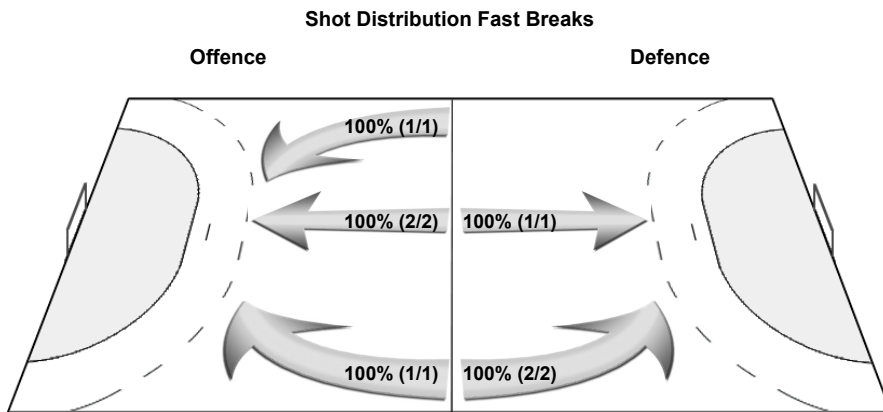 Shot Distribution Fast Breaks
Offence Defence
100% (1/1)
100% (2/2) 100% (1/1)
100% (1/1) 100% (2/2)